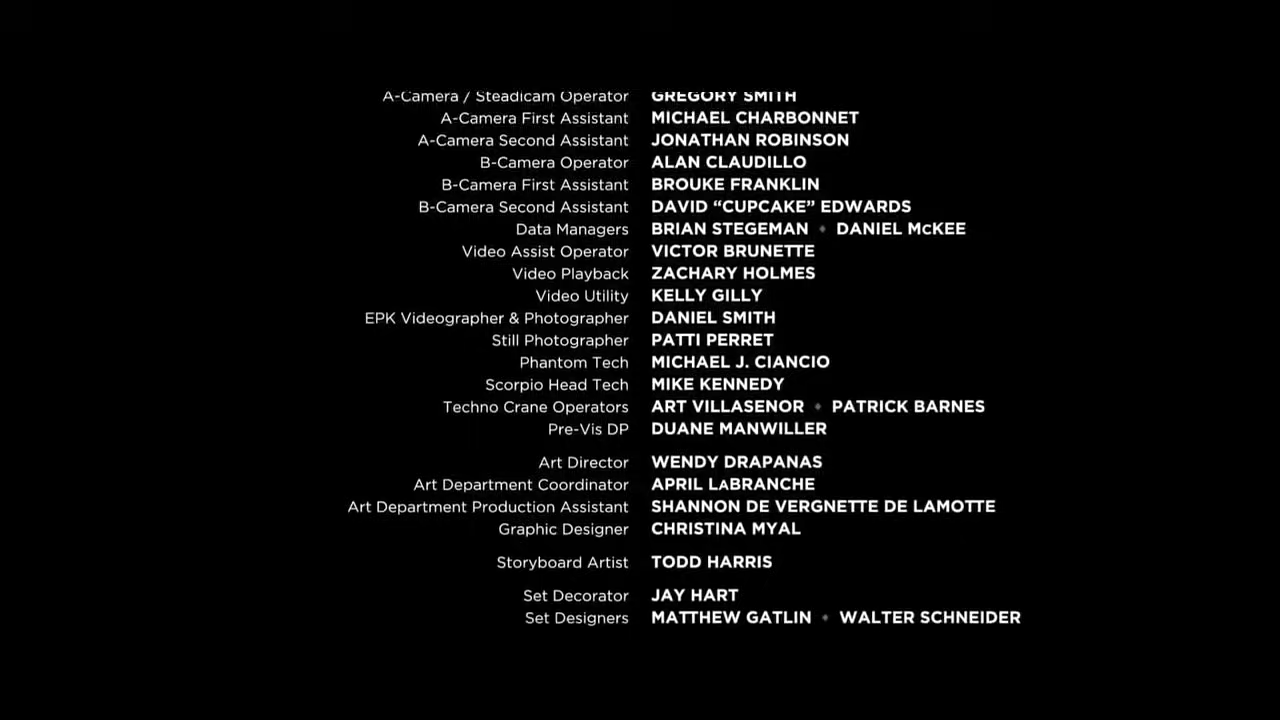 A-Camera / Steadicam Operator GREGORY SMITH
A-Camera First Assistant MICHAEL CHARBONNET
A-Camera Second Assistant JONATHAN ROBINSON
B-Camera Operator ALAN CLAUDILLO
B-Camera First Assistant BROUKE FRANKLIN
B-Camera Second Assistant DAVID “CUPCAKE” EDWARDS
Data Managers BRIAN STEGEMAN • DANIEL McKEE
Video Assist Operator VICTOR BRUNETTE
Video Playback ZACHARY HOLMES
Video Utility KELLY GILLY
EPK Videographer & Photographer DANIEL SMITH
Still Photographer PATTI PERRET
Phantom Tech MICHAEL J. CIANCIO
Scorpio Head Tech MIKE KENNEDY
Techno Crane Operators ART VILLASENOR • PATRICK BARNES
Pre-Vis DP DUANE MANWILLER
Art Director WENDY DRAPANAS
Art Department Coordinator APRIL LaBRANCHE
Art Department Production Assistant SHANNON DE VERGNETTE DE LAMOTTE
Graphic Designer CHRISTINA MYAL
Storyboard Artist TODD HARRIS
Set Decorator JAY HART
Set Designers MATTHEW GATLIN • WALTER SCHNEIDER